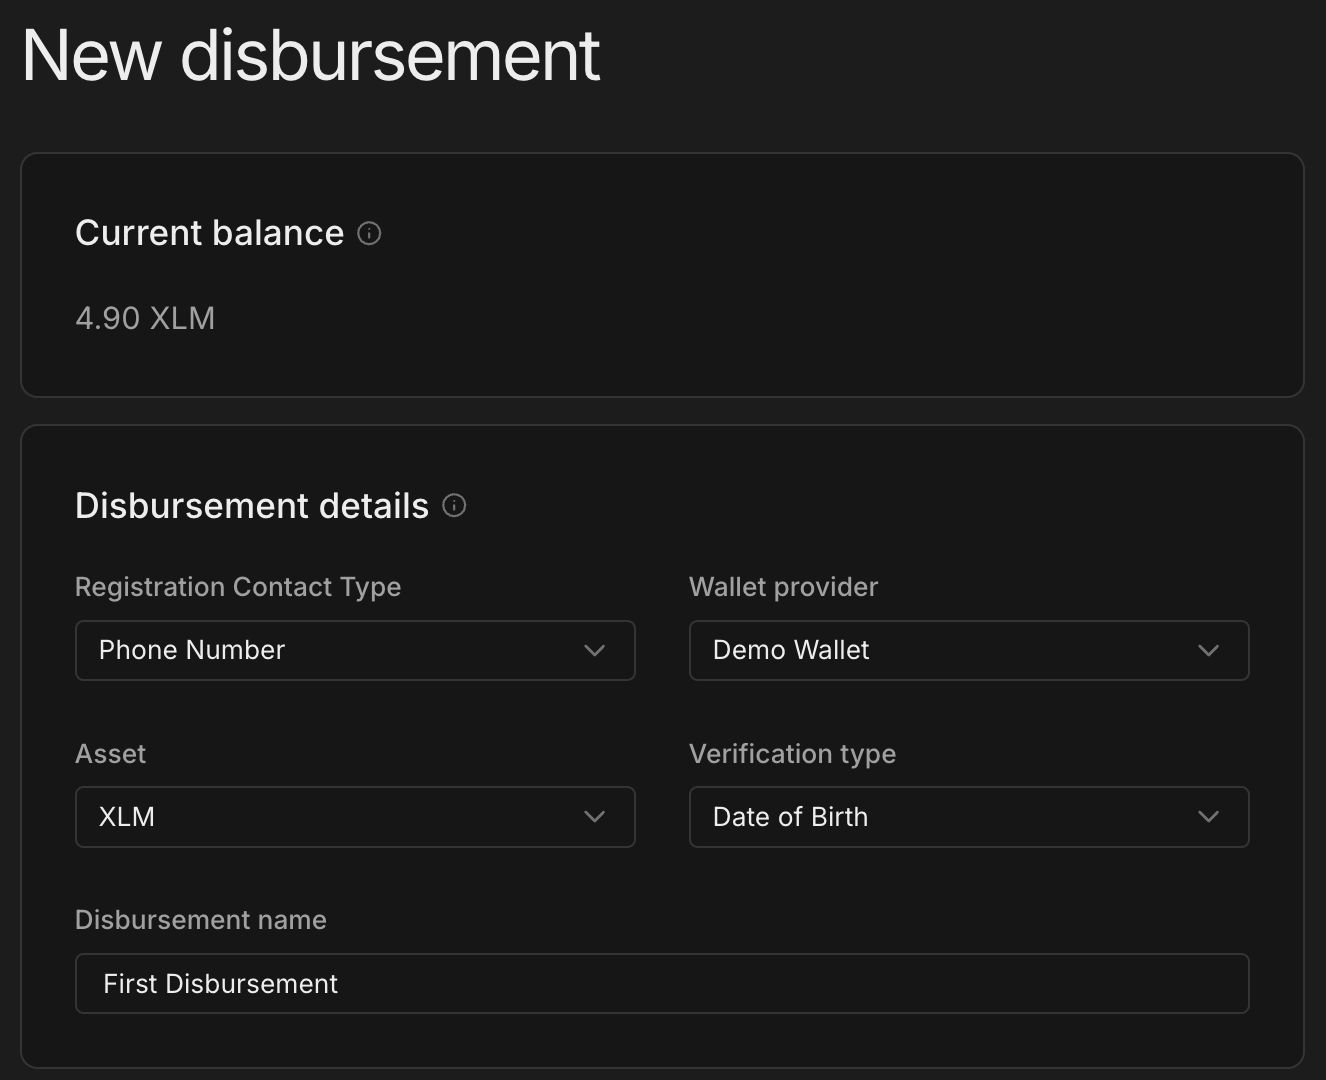 New disbursement
Current balance
4.90 XLM
Disbursement details
Registration Contact Type
Wallet provider
Phone Number
Demo Wallet
Asset
Verification type
XLM
Date of Birth
Disbursement name
First Disbursement